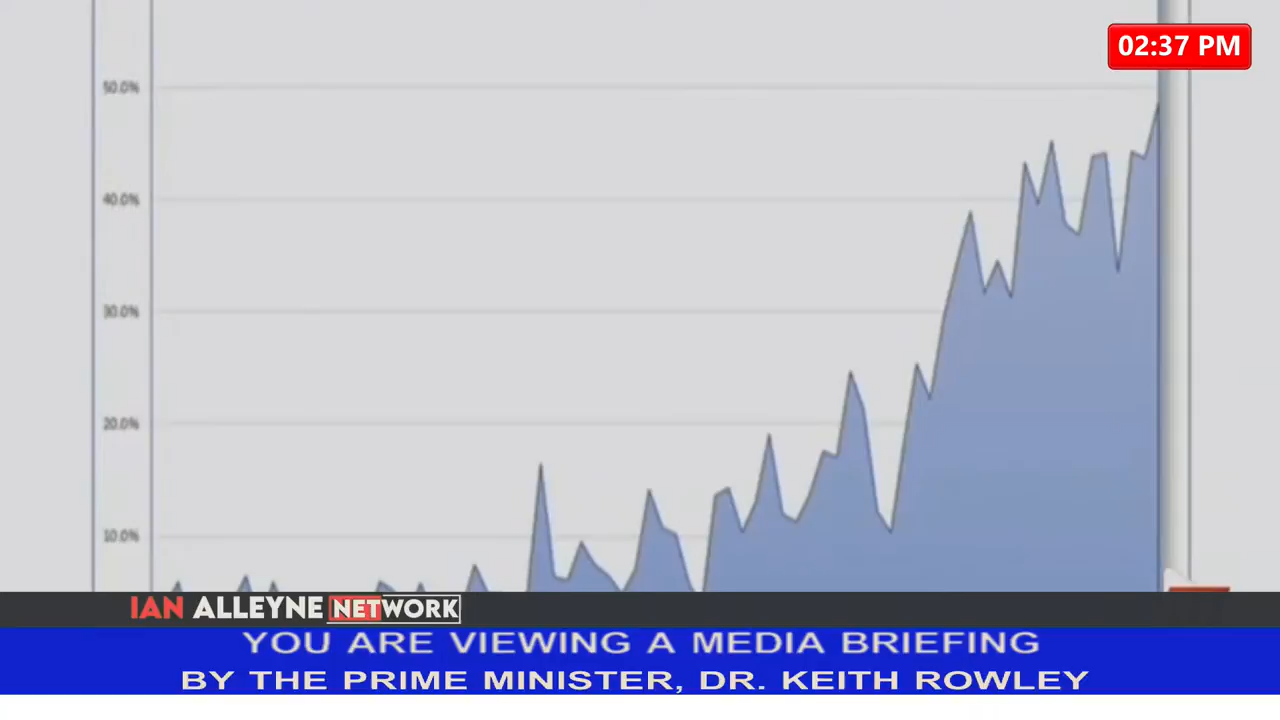 02:37 PM
50.0%
40.0%
30.0%
20.0%
10.0%
IAN ALLEYNE NETWORK
YOU ARE VIEWING A MEDIA BRIEFING
BY THE PRIME MINISTER, DR. KEITH ROWLEY